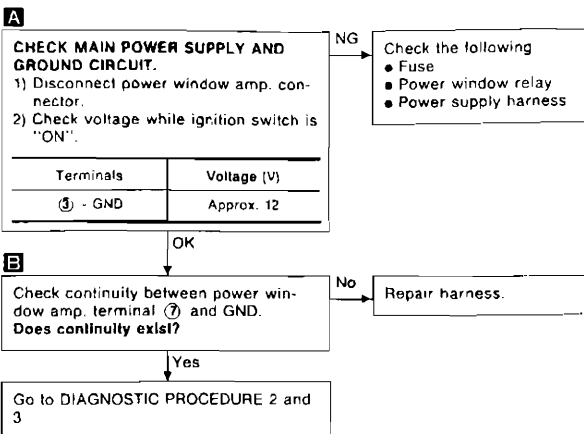 A
CHECK MAIN POWER SUPPLY AND
GROUND CIRCUIT.
1) Disconnect power window amp. con-
nector.
2) Check voltage while ignition switch is
"ON".
Terminals Voltage (V)
③ - GND Approx. 12
NG
Check the following
● Fuse
● Power window relay
● Power supply harness
OK
B
Check continuity between power win-
dow amp. terminal ⑦ and GND.
Does continuity exist?
No
Repair harness.
Yes
Go to DIAGNOSTIC PROCEDURE 2 and
3